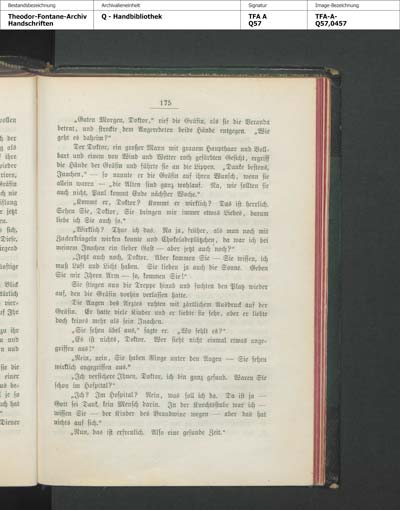 Bestandsbezeichnung
Archivalieneinheit
Signatur
Image-Bezeichnung
Theodor-Fontane-Archiv
Handschriften
Q - Handbibliothek
TFA A
Q57
TFA-A-
Q57,0457
175
„Guten Morgen, Doktor,“ rief die Gräfin, als sie die Veranda
betrat, und streckte dem Angeredeten beide Hände entgegen. „Wie
geht es daheim?“
Der Doktor, ein großer Mann mit grauem Haupthaar und Voll-
bart und einem von Wind und Wetter roth gefärbten Gesicht, ergriff
die Hände der Gräfin und führte sie an die Lippen. „Danke bestens,
Inachen,“ — so nannte er die Gräfin auf ihren Wunsch, wenn sie
allein waren — „die Alten sind ganz wohlauf. Na, wie sollten sie
auch nicht, Paul kommt Ende nächster Woche.“
„Kommt er, Doktor? Kommt er wirklich? Das ist herrlich.
Sehen Sie, Doktor, Sie bringen mir immer etwas Liebes, darum
liebe ich Sie auch so.“
„Wirklich? Thue ich das. Na ja, früher, als man noch mit
Zuckerkringeln wirken konnte und Chokoladeplätzchen, da war ich bei
meinem Inachen ein lieber Gast — aber jetzt auch noch?“
„Jetzt auch noch, Doktor. Aber kommen Sie — Sie wissen, ich
muß Luft und Licht haben. Sie lieben ja auch die Sonne. Geben
Sie mir Ihren Arm — so, kommen Sie!“
Sie stiegen nun die Treppe hinab und suchten den Platz wieder
auf, den die Gräfin vorhin verlassen hatte.
Die Augen des Arztes ruhten mit zärtlichem Ausdruck auf der
Gräfin. Er hatte viele Kinder und er liebte sie sehr, aber er liebte
doch keines mehr als sein Inachen.
„Sie sehen übel aus,“ sagte er. „Wo fehlt es?“
„Es ist nichts, Doktor. Wer sieht nicht einmal etwas ange-
griffen aus!“
„Nein, nein, Sie haben Ringe unter den Augen — Sie sehen
wirklich angegriffen aus.“
„Ich versichere Ihnen, Doktor, ich bin ganz gesund. Waren Sie
schon im Hospital?“
„Ich? Im Hospital? Nein, was soll ich da. Da ist ja —
Gott sei Dank, kein Mensch darin. In der Knechtsstube war ich —
wissen Sie — der Kinder des Brandwine wegen — aber das hat
nichts auf sich.“
„Nun, das ist erfreulich. Also eine gesunde Zeit.“